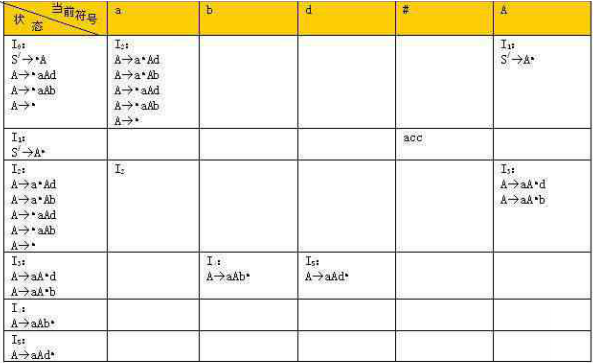 当前符号 a b d # A
状态
I₀: I₂: I₁:
S′→•A A→a•Ad S′→A•
A→•aAd A→a•Ab
A→•aAb A→•aAd
A→• A→•aAb
A→•
I₁: acc
S′→A•
I₂: I₂ I₃:
A→a•Ad A→aA•d
A→a•Ab A→aA•b
A→•aAd
A→•aAb
A→•
I₃: I₄: I₅:
A→aA•d A→aAb• A→aAd•
A→aA•b
I₄:
A→aAb•
I₅:
A→aAd•